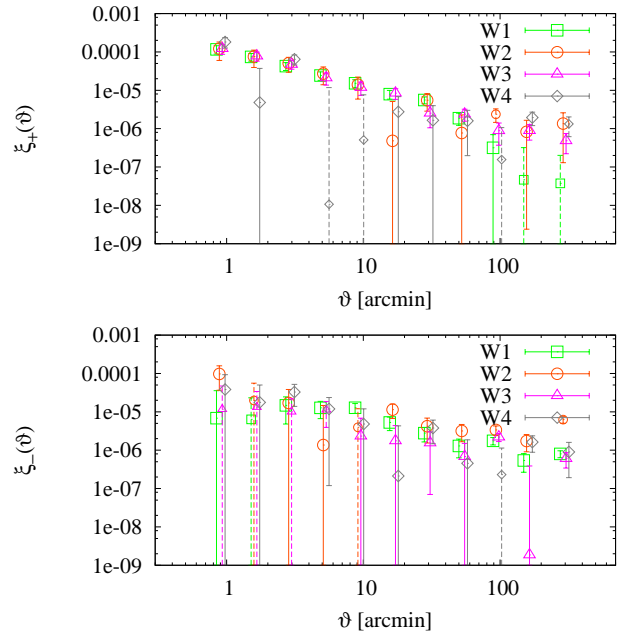 0.001
0.0001
1e-05
1e-06
1e-07
1e-08
1e-09
ξ₊(ϑ)
W1
W2
W3
W4
1 10 100
ϑ [arcmin]
0.001
0.0001
1e-05
1e-06
1e-07
1e-08
1e-09
ξ₋(ϑ)
W1
W2
W3
W4
1 10 100
ϑ [arcmin]